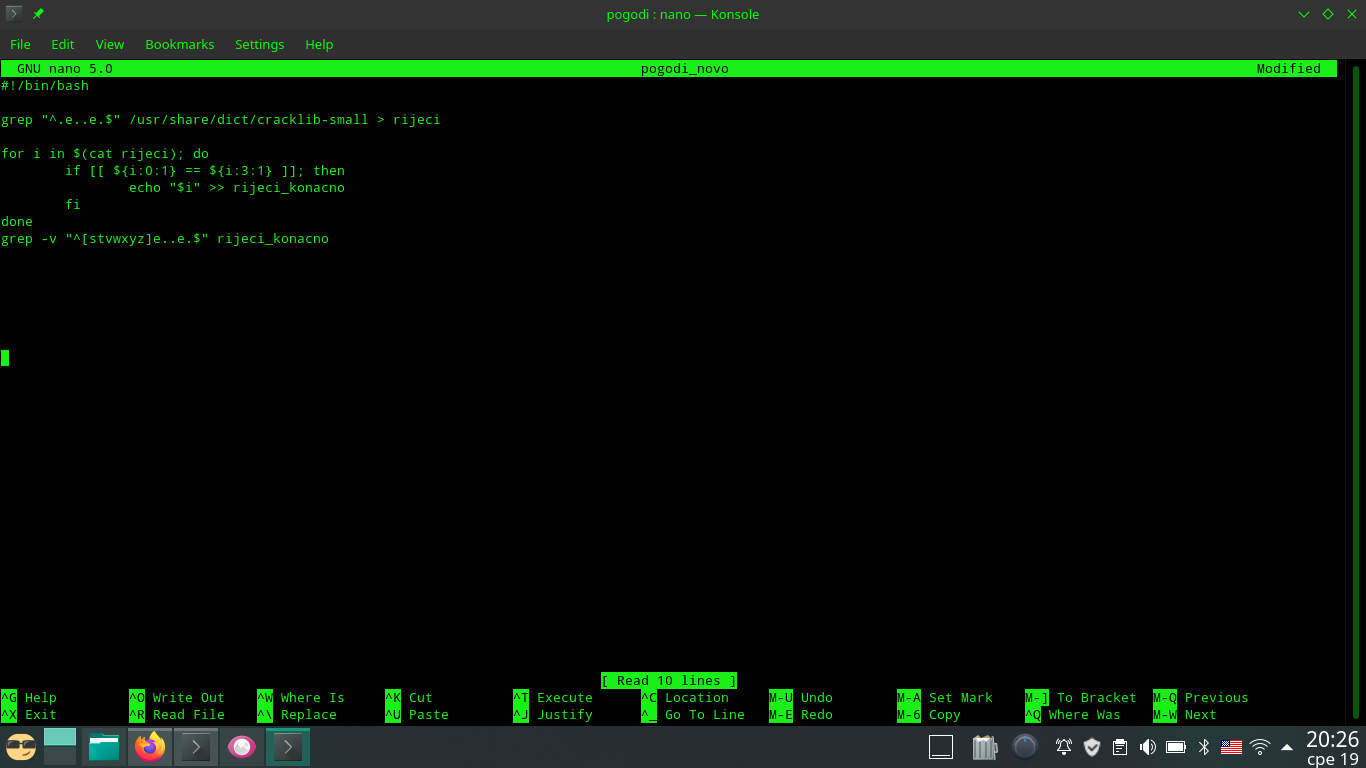 pogodi : nano — Konsole
File Edit View Bookmarks Settings Help
GNU nano 5.0 pogodi_novo Modified
#!/bin/bash
grep "^.e..e.$" /usr/share/dict/cracklib-small > rijeci
for i in $(cat rijeci); do
        if [[ ${i:0:1} == ${i:3:1} ]]; then
                echo "$i" >> rijeci_konacno
        fi
done
grep -v "^[stvwxyz]e..e.$" rijeci_konacno
[ Read 10 lines ]
^G Help ^O Write Out ^W Where Is ^K Cut ^T Execute ^C Location M-U Undo M-A Set Mark M-] To Bracket M-Q Previous
^X Exit ^R Read File ^\ Replace ^U Paste ^J Justify ^_ Go To Line M-E Redo M-6 Copy ^Q Where Was M-W Next
20:26
сре 19